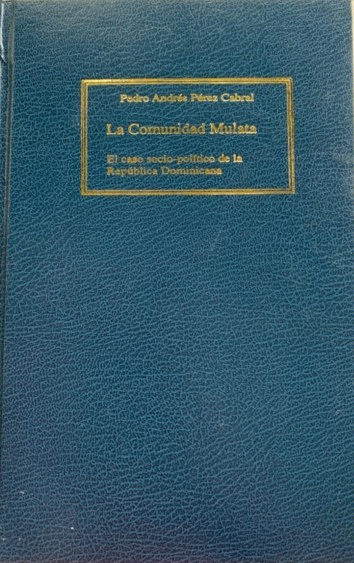 Pedro Andrés Pérez Cabral
La Comunidad Mulata
El caso socio-político de la
República Dominicana